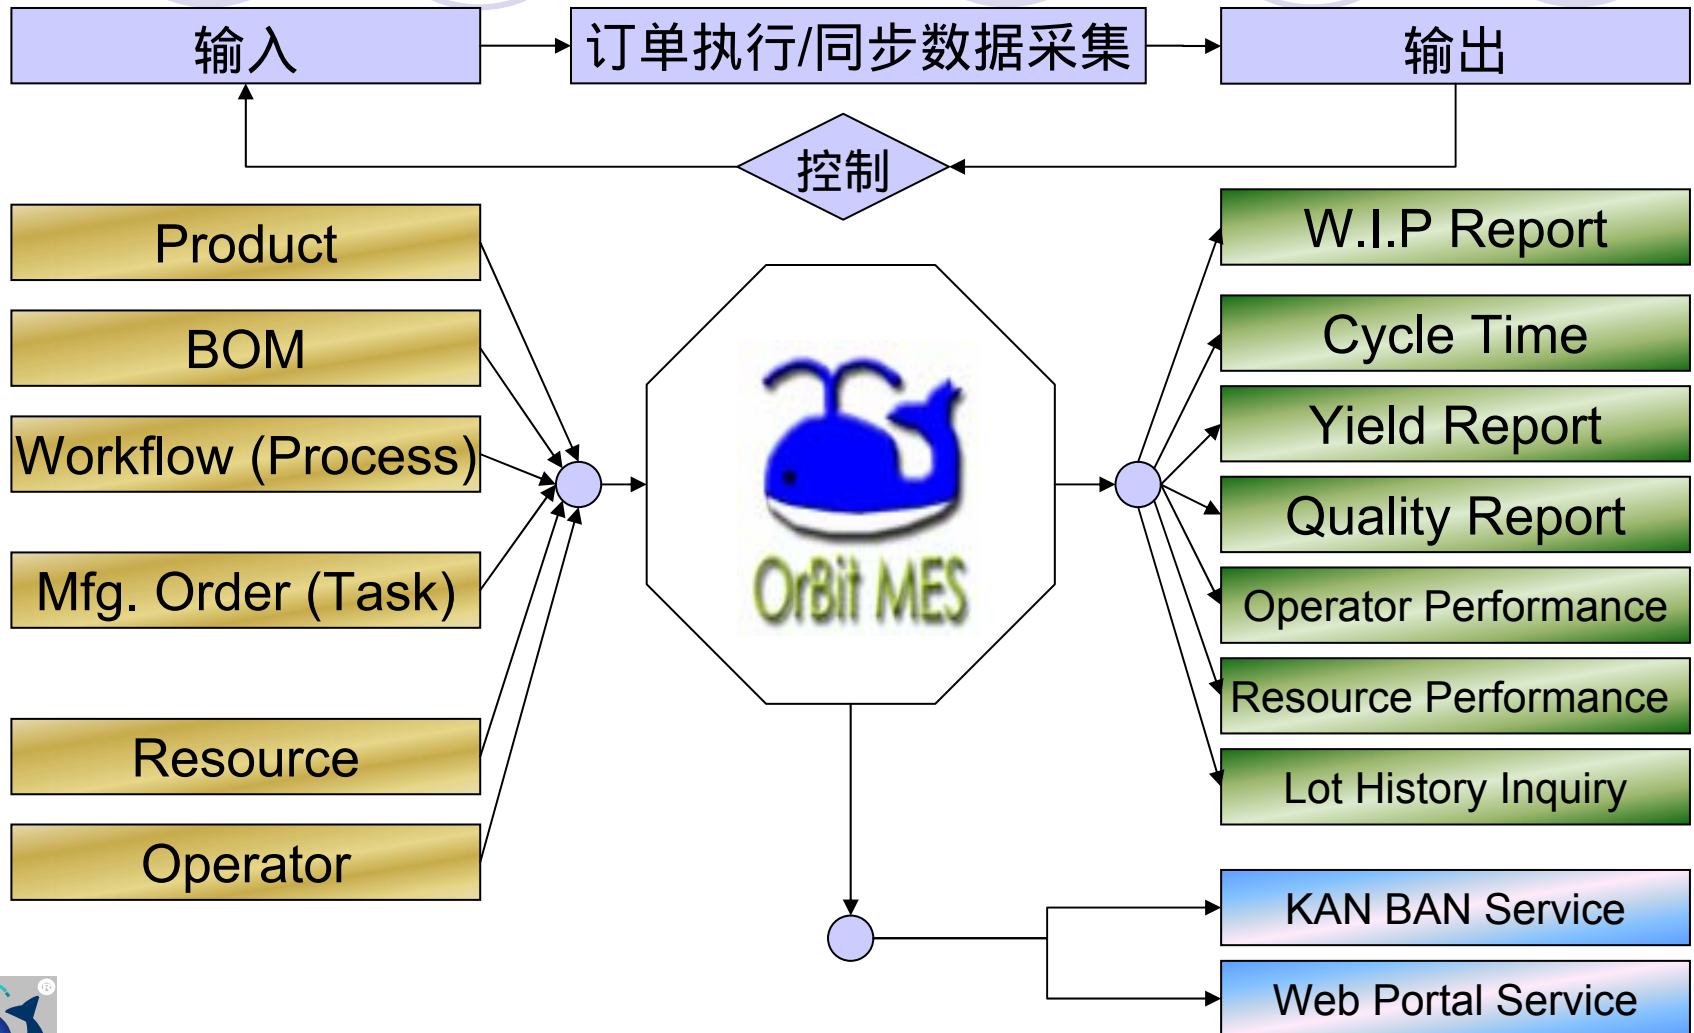 输入
订单执行/同步数据采集
输出
控制
Product
BOM
Workflow (Process)
Mfg. Order (Task)
Resource
Operator
OrBit MES
W.I.P Report
Cycle Time
Yield Report
Quality Report
Operator Performance
Resource Performance
Lot History Inquiry
KAN BAN Service
Web Portal Service
®